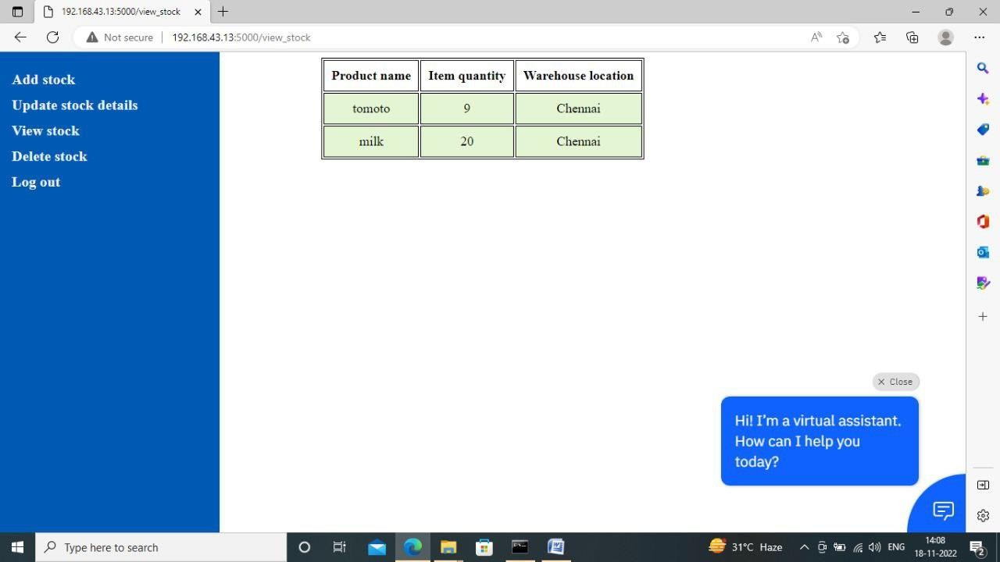 192.168.43.13:5000/view_stock
Not secure
192.168.43.13:5000/view_stock
Add stock
Update stock details
View stock
Delete stock
Log out
Product name Item quantity Warehouse location
tomoto 9 Chennai
milk 20 Chennai
Close
Hi! I'm a virtual assistant.
How can I help you
today?
Type here to search
31°C Haze
ENG
14:08
18-11-2022
2